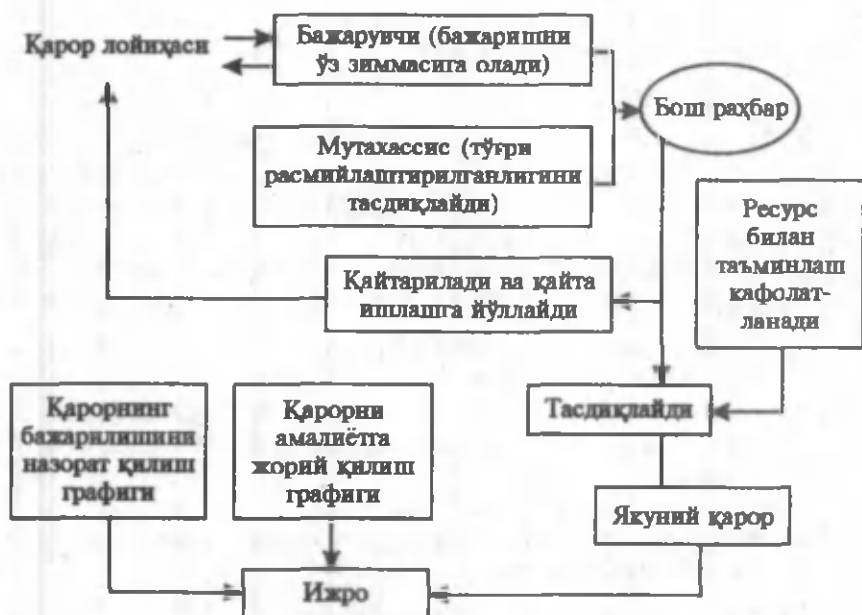 Қарор лойиҳаси
Бажарувчи (бажаришни
ўз зиммасига олади)
Бош раҳбар
Мутахассис (тўғри
расмийлаштирилганлигини
тасдиқлайди)
Ресурс
билан
таъминлаш
кафолат-
ланади
Қайтарилади ва қайта
ишлашга йўллайди
Тасдиқлайди
Қарорнинг
бажарилишини
назорат қилиш
графиги
Қарорни
амалиётга
жорий қилиш
графиги
Якуний қарор
Ижро